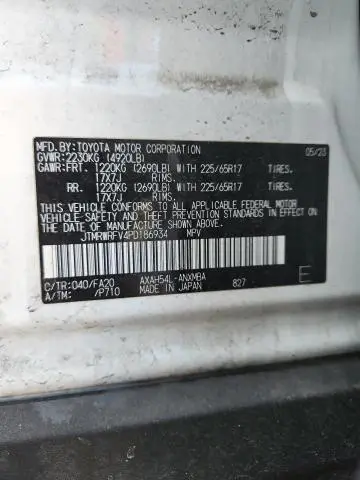 MFD.BY:TOYOTA MOTOR CORPORATION 05/23
GVWR:2230KG (4920LB)
GAWR:FRT. 1220KG (2690LB) WITH 225/65R17 TIRES.
17X7J RIMS.
RR. 1220KG (2690LB) WITH 225/65R17 TIRES.
17X7J RIMS.
THIS VEHICLE CONFORMS TO ALL APPLICABLE FEDERAL MOTOR
VEHICLE SAFETY AND THEFT PREVENTION STANDARDS IN EFFECT ON
THE DATE OF MANUFACTURE SHOWN ABOVE.
JTMRWRFV4PD186934 MPV
C/TR:040/FA20 AXAH54L-ANXMBA E
A/TM: /P710 MADE IN JAPAN 827